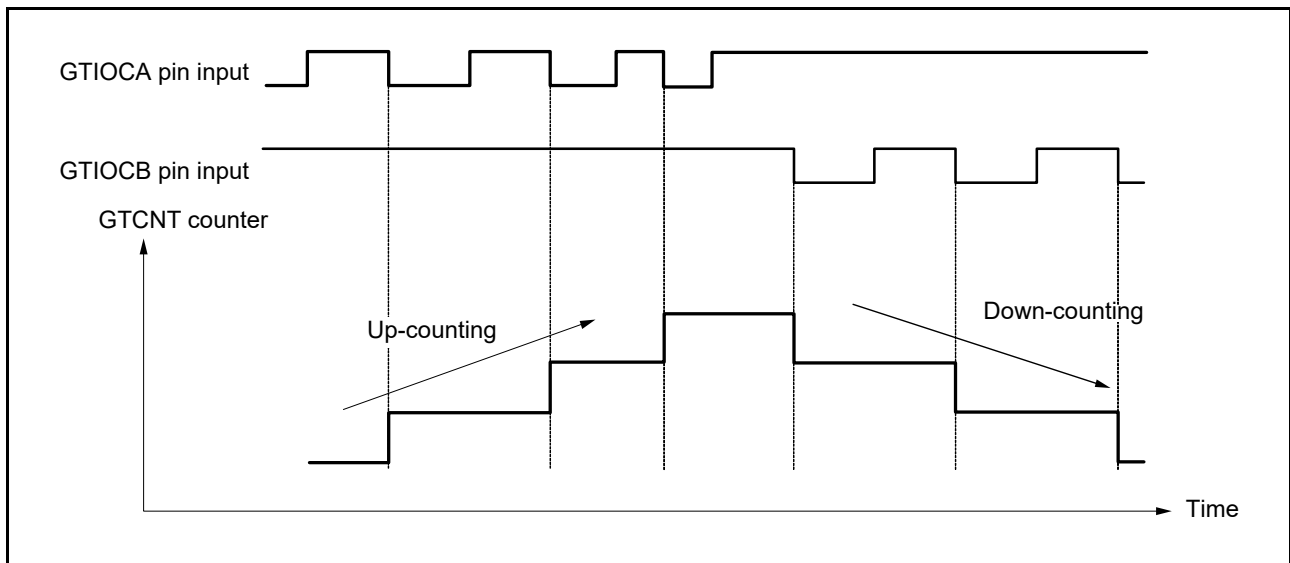 GTIOCA pin input
GTIOCB pin input
GTCNT counter
Up-counting
Down-counting
Time